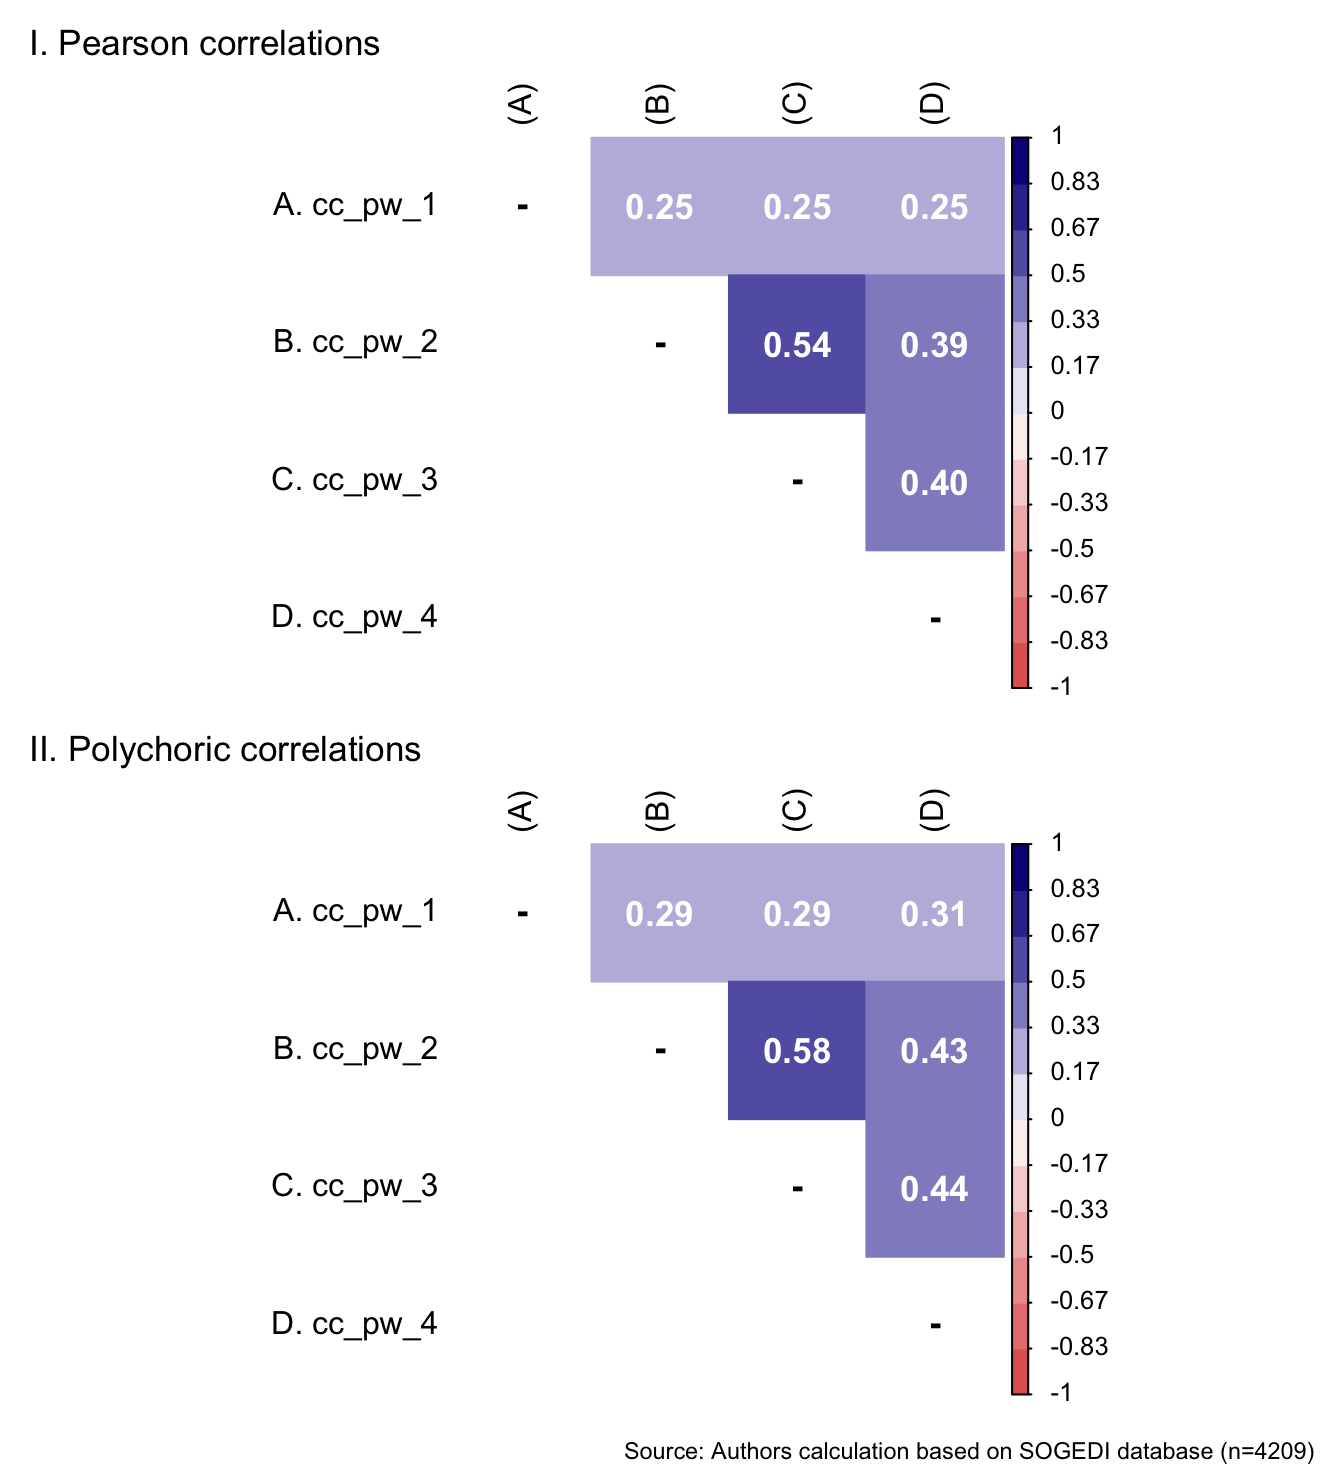 I. Pearson correlations
(A) (B) (C) (D)
A. cc_pw_1 - 0.25 0.25 0.25
B. cc_pw_2 - 0.54 0.39
C. cc_pw_3 - 0.40
D. cc_pw_4 -
1
0.83
0.67
0.5
0.33
0.17
0
-0.17
-0.33
-0.5
-0.67
-0.83
-1
II. Polychoric correlations
(A) (B) (C) (D)
A. cc_pw_1 - 0.29 0.29 0.31
B. cc_pw_2 - 0.58 0.43
C. cc_pw_3 - 0.44
D. cc_pw_4 -
1
0.83
0.67
0.5
0.33
0.17
0
-0.17
-0.33
-0.5
-0.67
-0.83
-1
Source: Authors calculation based on SOGEDI database (n=4209)